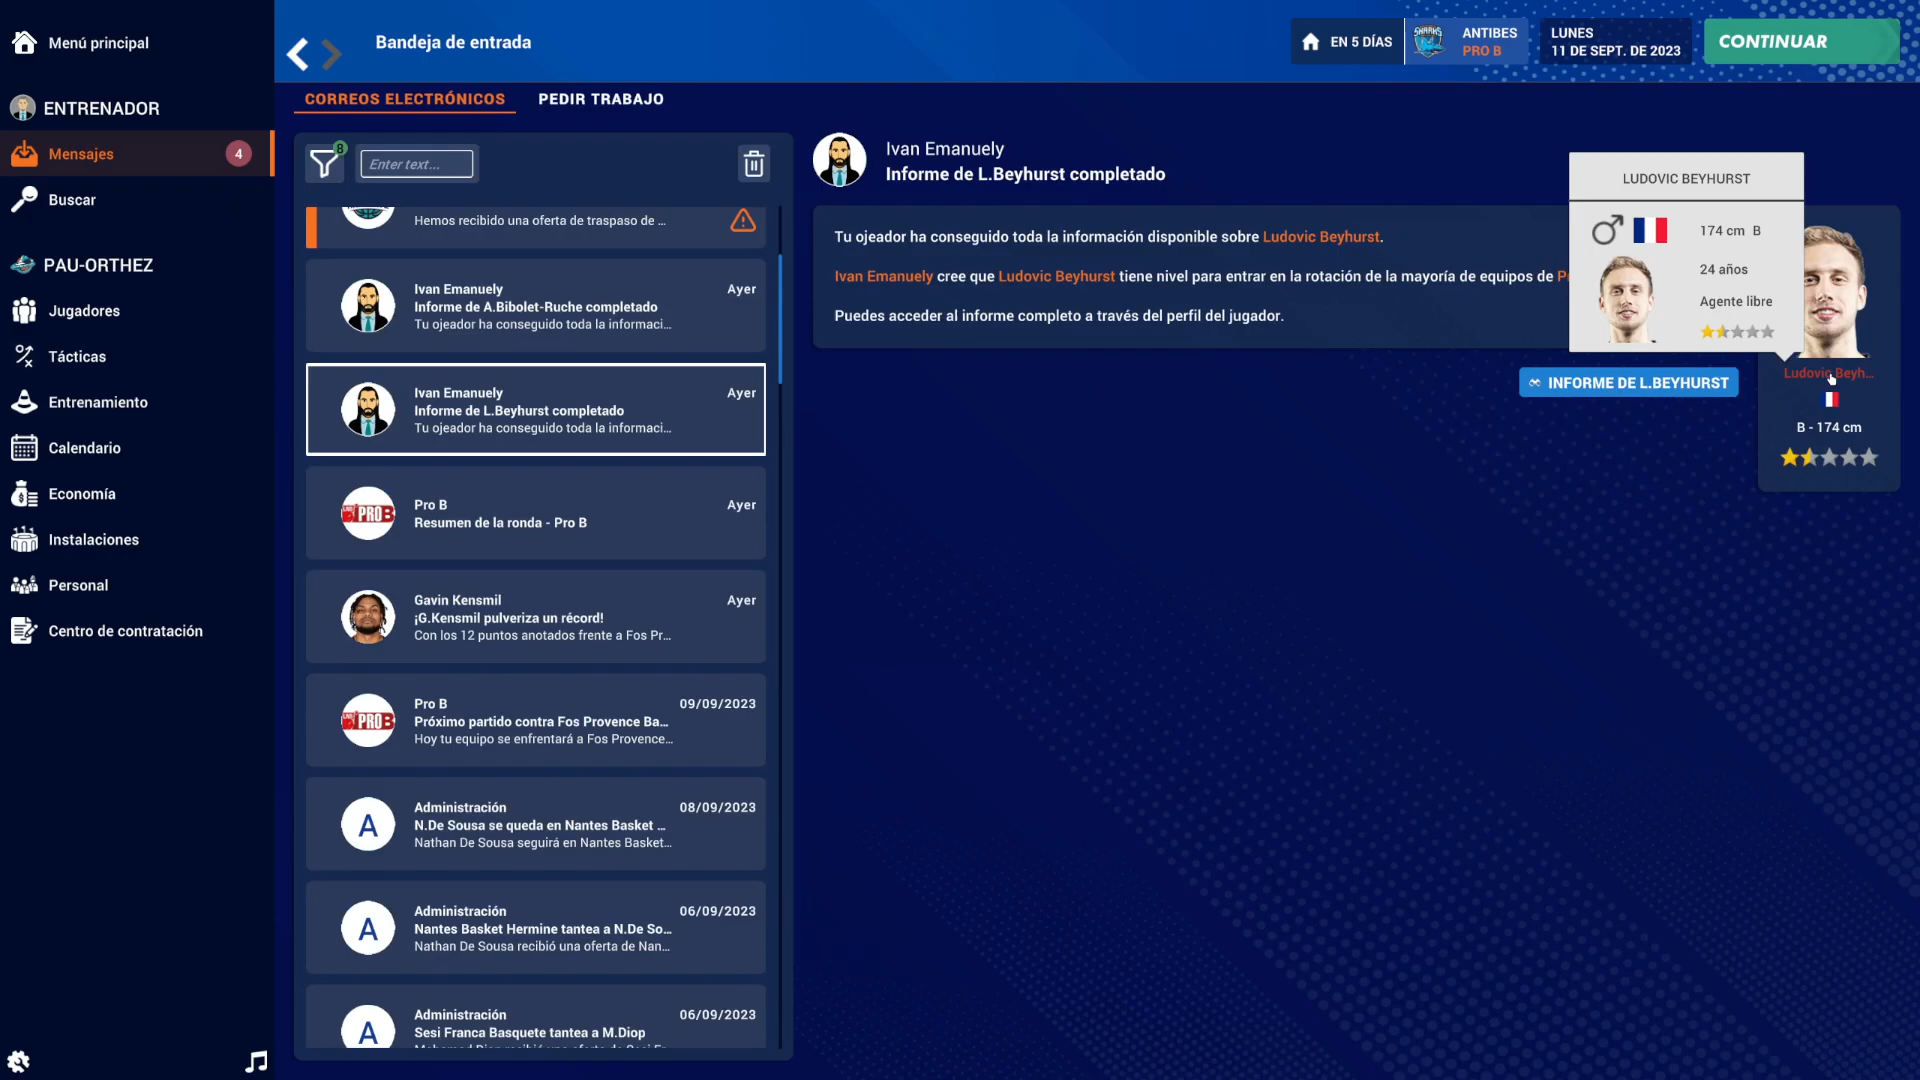 Menú principal
ENTRENADOR
Mensajes
4
Buscar
PAU-ORTHEZ
Jugadores
Tácticas
Entrenamiento
Calendario
Economía
Instalaciones
Personal
Centro de contratación
Bandeja de entrada
EN 5 DÍAS
SHARKS
ANTIBES
PRO B
LUNES
11 DE SEPT. DE 2023
CONTINUAR
CORREOS ELECTRÓNICOS
PEDIR TRABAJO
8
Enter text...
Hemos recibido una oferta de traspaso de ...
Ivan Emanuely
Ayer
Informe de A.Bibolet-Ruche completado
Tu ojeador ha conseguido toda la informaci...
Ivan Emanuely
Ayer
Informe de L.Beyhurst completado
Tu ojeador ha conseguido toda la informaci...
PRO B
Pro B
Ayer
Resumen de la ronda - Pro B
Gavin Kensmil
Ayer
¡G.Kensmil pulveriza un récord!
Con los 12 puntos anotados frente a Fos Pr...
PRO B
Pro B
09/09/2023
Próximo partido contra Fos Provence Ba...
Hoy tu equipo se enfrentará a Fos Provence...
A
Administración
08/09/2023
N.De Sousa se queda en Nantes Basket ...
Nathan De Sousa seguirá en Nantes Basket...
A
Administración
06/09/2023
Nantes Basket Hermine tantea a N.De So...
Nathan De Sousa recibió una oferta de Nan...
A
Administración
06/09/2023
Sesi Franca Basquete tantea a M.Diop
Ivan Emanuely
Informe de L.Beyhurst completado
Tu ojeador ha conseguido toda la información disponible sobre Ludovic Beyhurst.
Ivan Emanuely cree que Ludovic Beyhurst tiene nivel para entrar en la rotación de la mayoría de equipos de
Puedes acceder al informe completo a través del perfil del jugador.
INFORME DE L.BEYHURST
LUDOVIC BEYHURST
174 cm B
24 años
Agente libre
Ludovic Beyh...
B - 174 cm